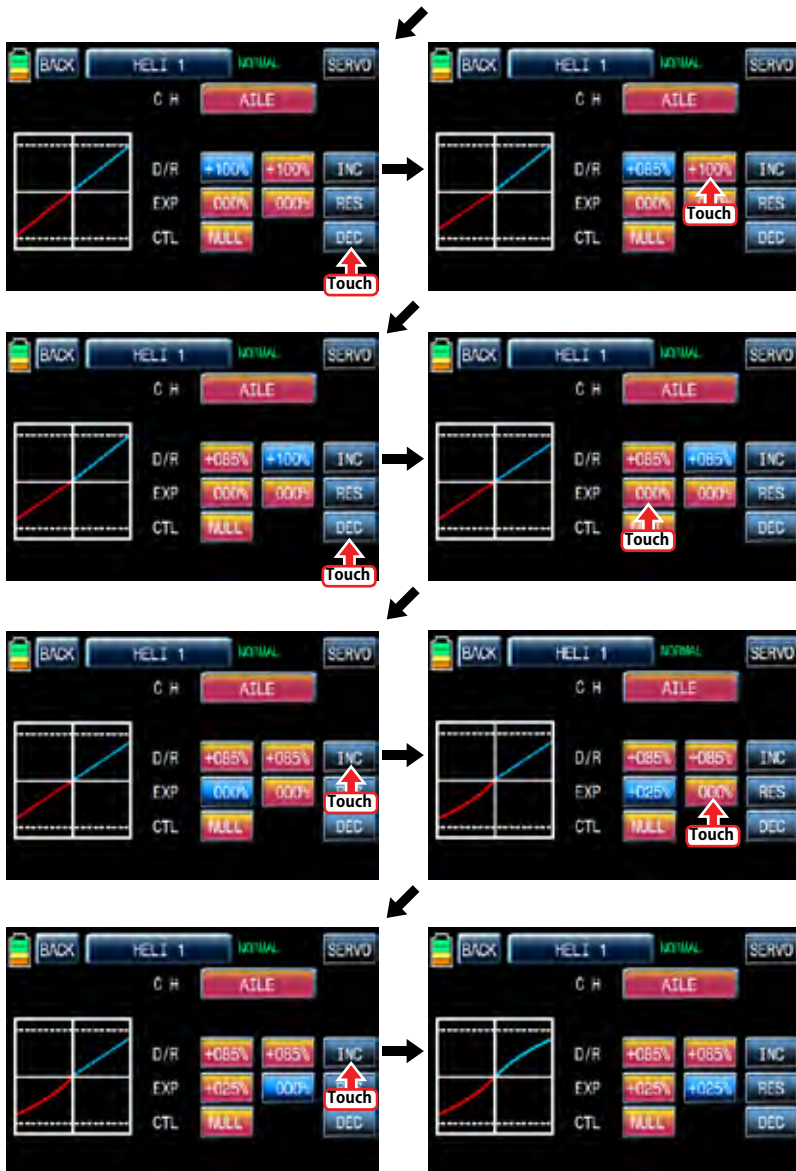 BACK HELI 1 NORMAL SERVO
C H AILE
D/R +100% +100% INC
EXP 000% 000% RES
CTL NULL DEC
Touch
BACK HELI 1 NORMAL SERVO
C H AILE
D/R +085% +100% INC
EXP 000% RES
Touch
CTL NULL DEC
BACK HELI 1 NORMAL SERVO
C H AILE
D/R +085% +100% INC
EXP 000% 000% RES
CTL NULL DEC
Touch
BACK HELI 1 NORMAL SERVO
C H AILE
D/R +085% +085% INC
EXP 000% 000% RES
CTL DEC
Touch
BACK HELI 1 NORMAL SERVO
C H AILE
D/R +085% +085% INC
EXP 000% 000%
Touch
CTL NULL DEC
BACK HELI 1 NORMAL SERVO
C H AILE
D/R +085% +085% INC
EXP +025% 000% RES
CTL NULL DEC
Touch
BACK HELI 1 NORMAL SERVO
C H AILE
D/R +085% +085% INC
EXP +025% 000%
Touch
CTL NULL DEC
BACK HELI 1 NORMAL SERVO
C H AILE
D/R +085% +085% INC
EXP +025% +025% RES
CTL NULL DEC